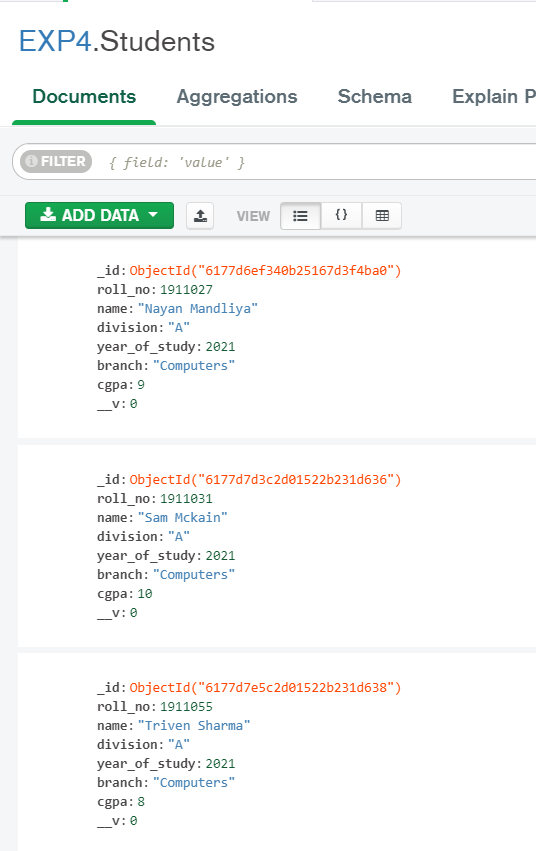 EXP4.Students
Documents Aggregations Schema Explain P
FILTER { field: 'value' }
ADD DATA VIEW { }
_id: ObjectId("6177d6ef340b25167d3f4ba0")
roll_no: 1911027
name: "Nayan Mandliya"
division: "A"
year_of_study: 2021
branch: "Computers"
cgpa: 9
__v: 0
_id: ObjectId("6177d7d3c2d01522b231d636")
roll_no: 1911031
name: "Sam Mckain"
division: "A"
year_of_study: 2021
branch: "Computers"
cgpa: 10
__v: 0
_id: ObjectId("6177d7e5c2d01522b231d638")
roll_no: 1911055
name: "Triven Sharma"
division: "A"
year_of_study: 2021
branch: "Computers"
cgpa: 8
__v: 0